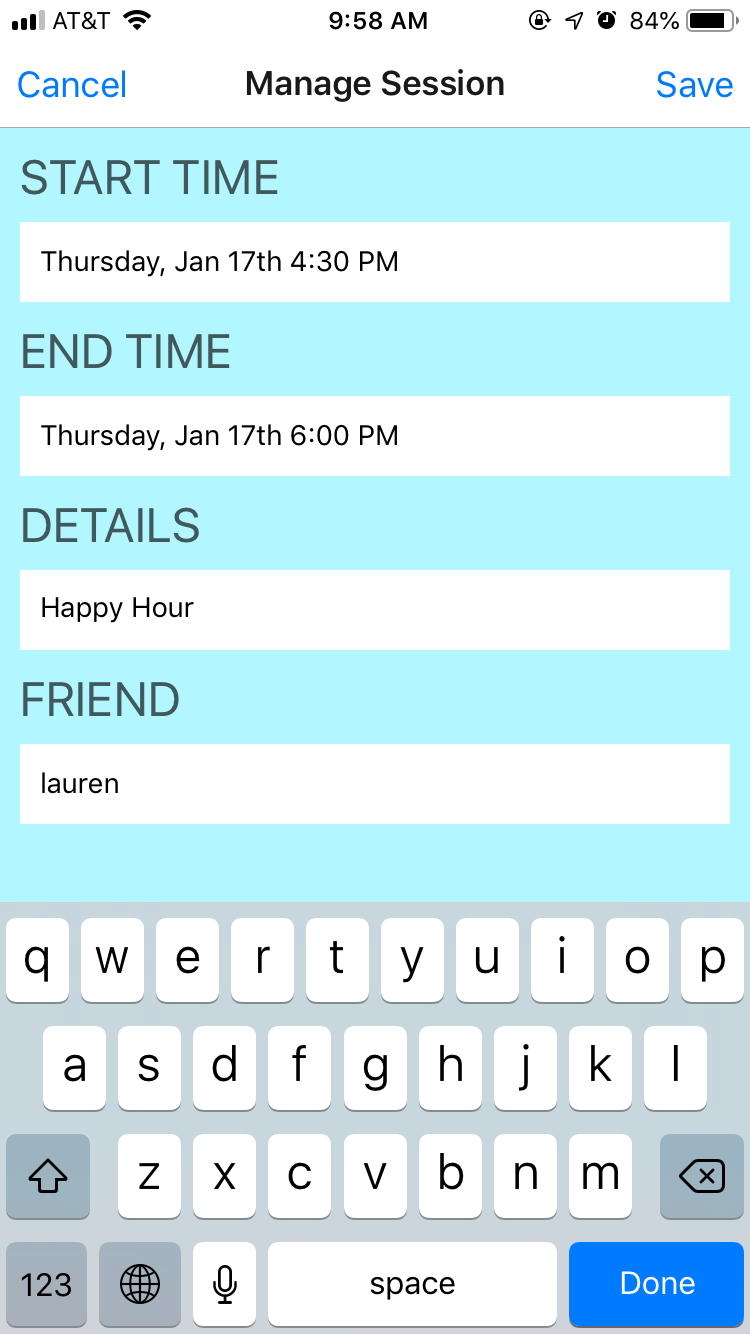 AT&T 9:58 AM 84%
Cancel Manage Session Save
START TIME
Thursday, Jan 17th 4:30 PM
END TIME
Thursday, Jan 17th 6:00 PM
DETAILS
Happy Hour
FRIEND
lauren
q w e r t y u i o p
a s d f g h j k l
z x c v b n m
123 space Done